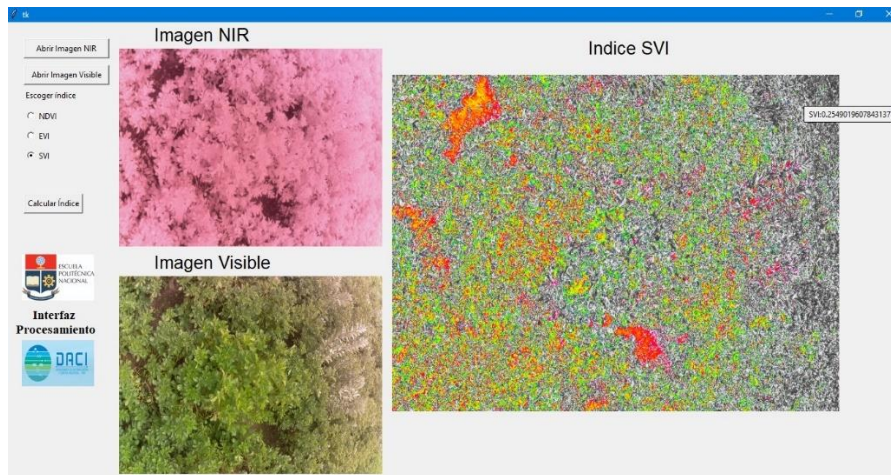 tk
Abrir Imagen NIR
Abrir Imagen Visible
Escoger índice
NDVI
EVI
SVI
Calcular Índice
ESCUELA
POLITÉCNICA
NACIONAL
Interfaz
Procesamiento
DACI
Imagen NIR
Imagen Visible
Indice SVI
SVI:0.2549019607843137